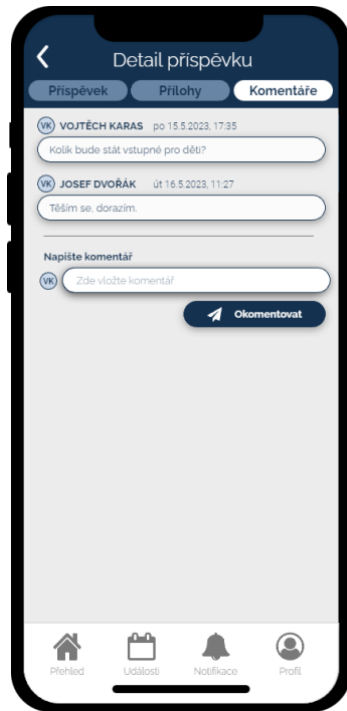 Detail příspěvku
Příspěvek Přílohy Komentáře
VK VOJTĚCH KARAS po 15.5.2023, 17:35
Kolik bude stát vstupné pro děti?
VK JOSEF DVOŘÁK út 16.5.2023, 11:27
Těším se, dorazím.
Napište komentář
VK Zde vložte komentář
Okomentovat
Přehled Události Notifikace Profil